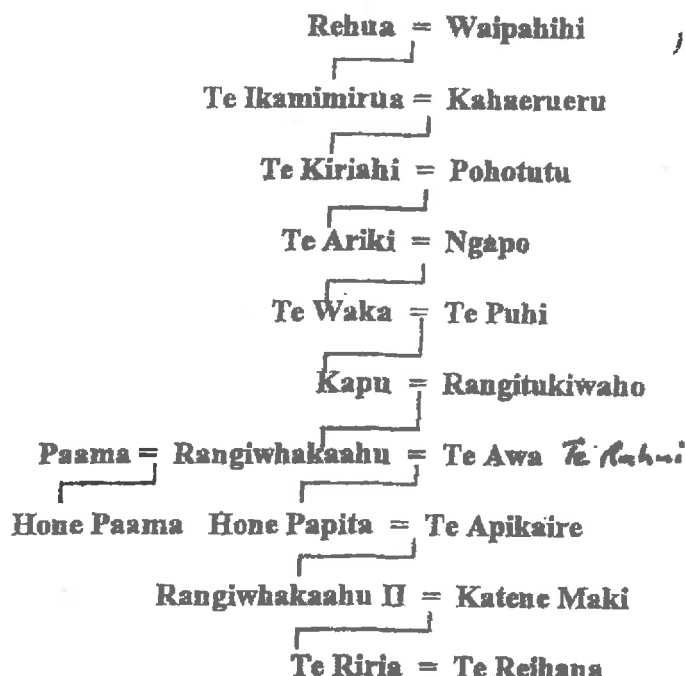 Rehua = Waipahihi
Te Ikamimirua = Kahaerueru
Te Kiriahi = Pohotutu
Te Ariki = Ngapo
Te Waka = Te Puhi
Kapu = Rangitukiwaho
Paama = Rangiwhakaahu = Te Awa Te
Hone Paama Hone Papita = Te Apikaire
Rangiwhakaahu II = Katene Maki
Te Riria = Te Reihana